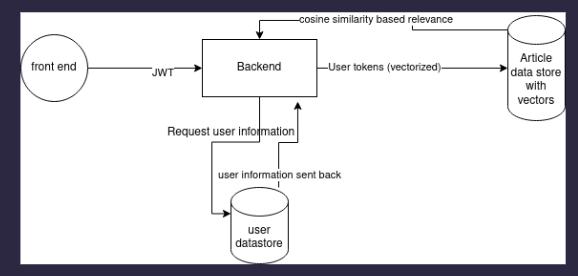 cosine similarity based relevance
front end
JWT
Backend
User tokens (vectorized)
Article
data store
with
vectors
Request user information
user information sent back
user
datastore